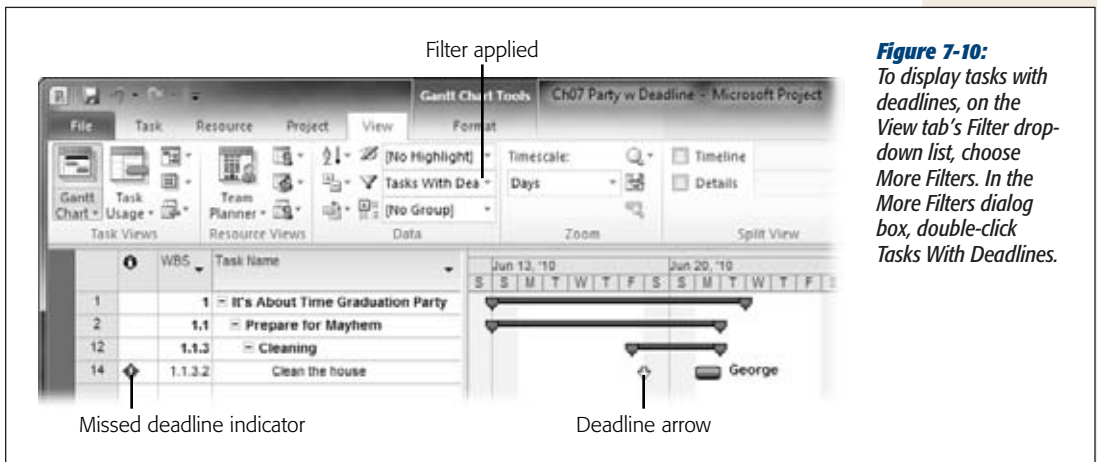 Filter applied
Gantt Chart Tools
Ch07 Party w Deadline - Microsoft Project
File Task Resource Project View Format
[No Highlight] Timescale: Timeline
Tasks With Dea Days Details
Gantt Chart Task Usage Team Planner [No Group]
Task Views Resource Views Data Zoom Split View
WBS Task Name Jun 13, '10 Jun 20, '10
S S M T W T F S S M T W T F S
1 1 It's About Time Graduation Party
2 1.1 Prepare for Mayhem
12 1.1.3 Cleaning
14 1.1.3.2 Clean the house George
Missed deadline indicator Deadline arrow
Figure 7-10:
To display tasks with
deadlines, on the
View tab's Filter drop-
down list, choose
More Filters. In the
More Filters dialog
box, double-click
Tasks With Deadlines.